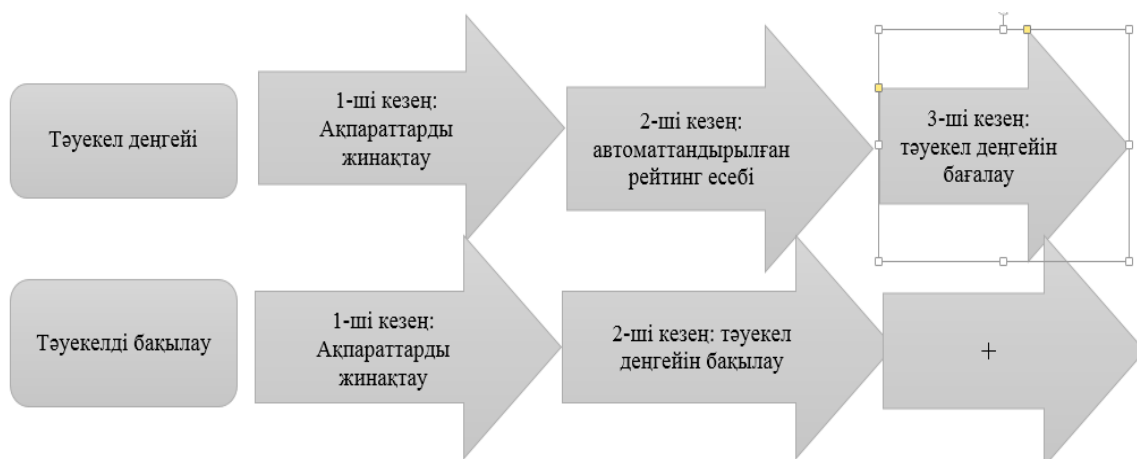 Тәуекел деңгейі
1-ші кезең:
Ақпараттарды
жинақтау
2-ші кезең:
автоматтандырылған
рейтинг есебі
3-ші кезең:
тәуекел деңгейін
бағалау
Тәуекелді бақылау
1-ші кезең:
Ақпараттарды
жинақтау
2-ші кезең: тәуекел
деңгейін бақылау
+